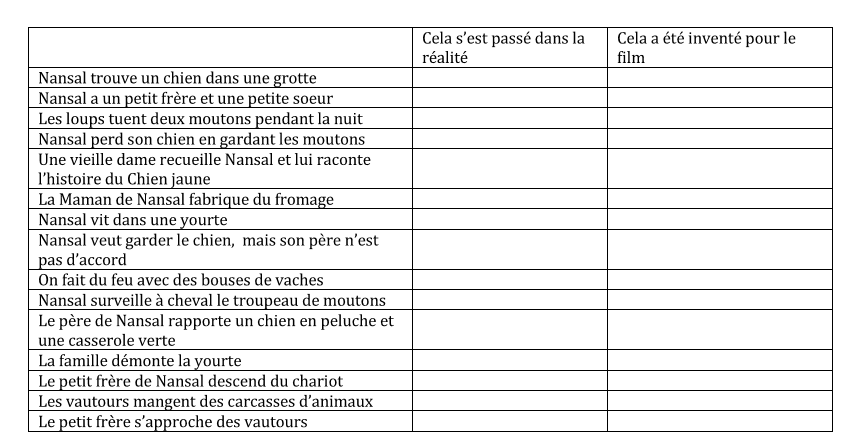 Cela s’est passé dans la
réalité
Cela a été inventé pour le
film
Nansal trouve un chien dans une grotte
Nansal a un petit frère et une petite soeur
Les loups tuent deux moutons pendant la nuit
Nansal perd son chien en gardant les moutons
Une vieille dame recueille Nansal et lui raconte
l’histoire du Chien jaune
La Maman de Nansal fabrique du fromage
Nansal vit dans une yourte
Nansal veut garder le chien,  mais son père n’est
pas d’accord
On fait du feu avec des bouses de vaches
Nansal surveille à cheval le troupeau de moutons
Le père de Nansal rapporte un chien en peluche et
une casserole verte
La famille démonte la yourte
Le petit frère de Nansal descend du chariot
Les vautours mangent des carcasses d’animaux
Le petit frère s’approche des vautours